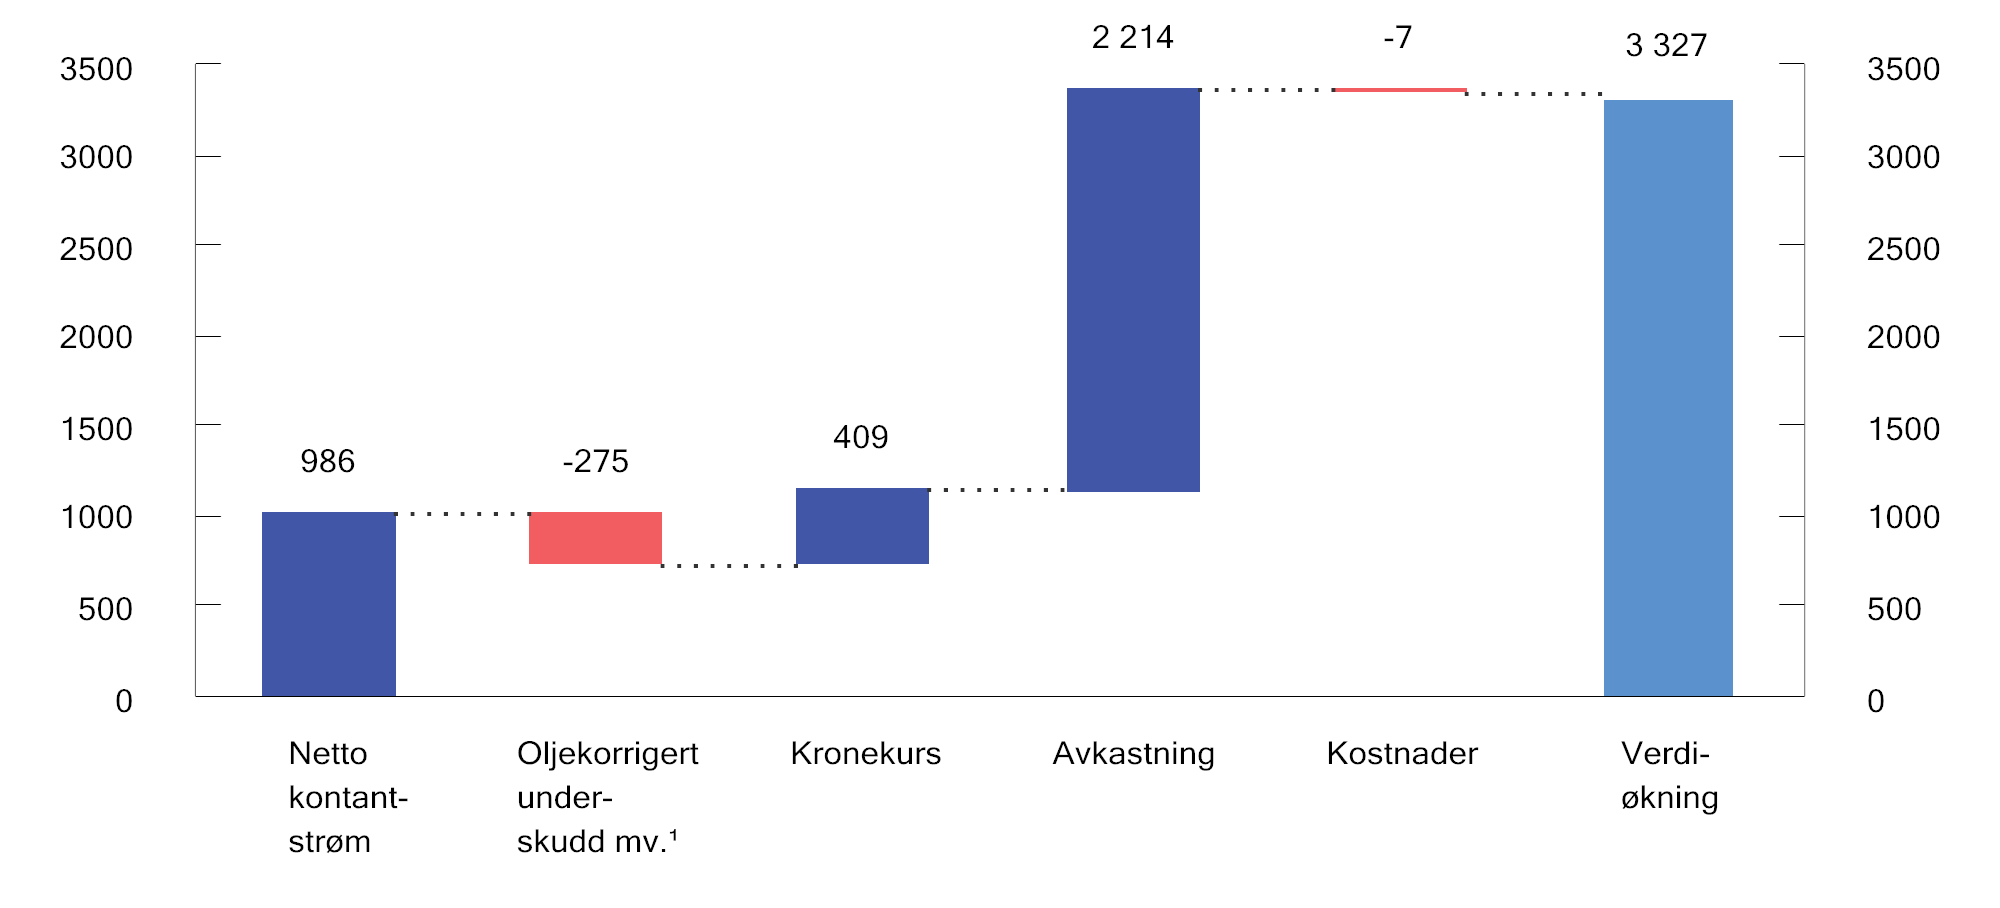 2 214
-7
3 327
3500
3500
3000
3000
2500
2500
2000
2000
1500
1500
409
986
-275
1000
1000
500
500
0
0
Netto
kontant-
strøm
Oljekorrigert
under-
skudd mv.¹
Kronekurs
Avkastning
Kostnader
Verdi-
økning